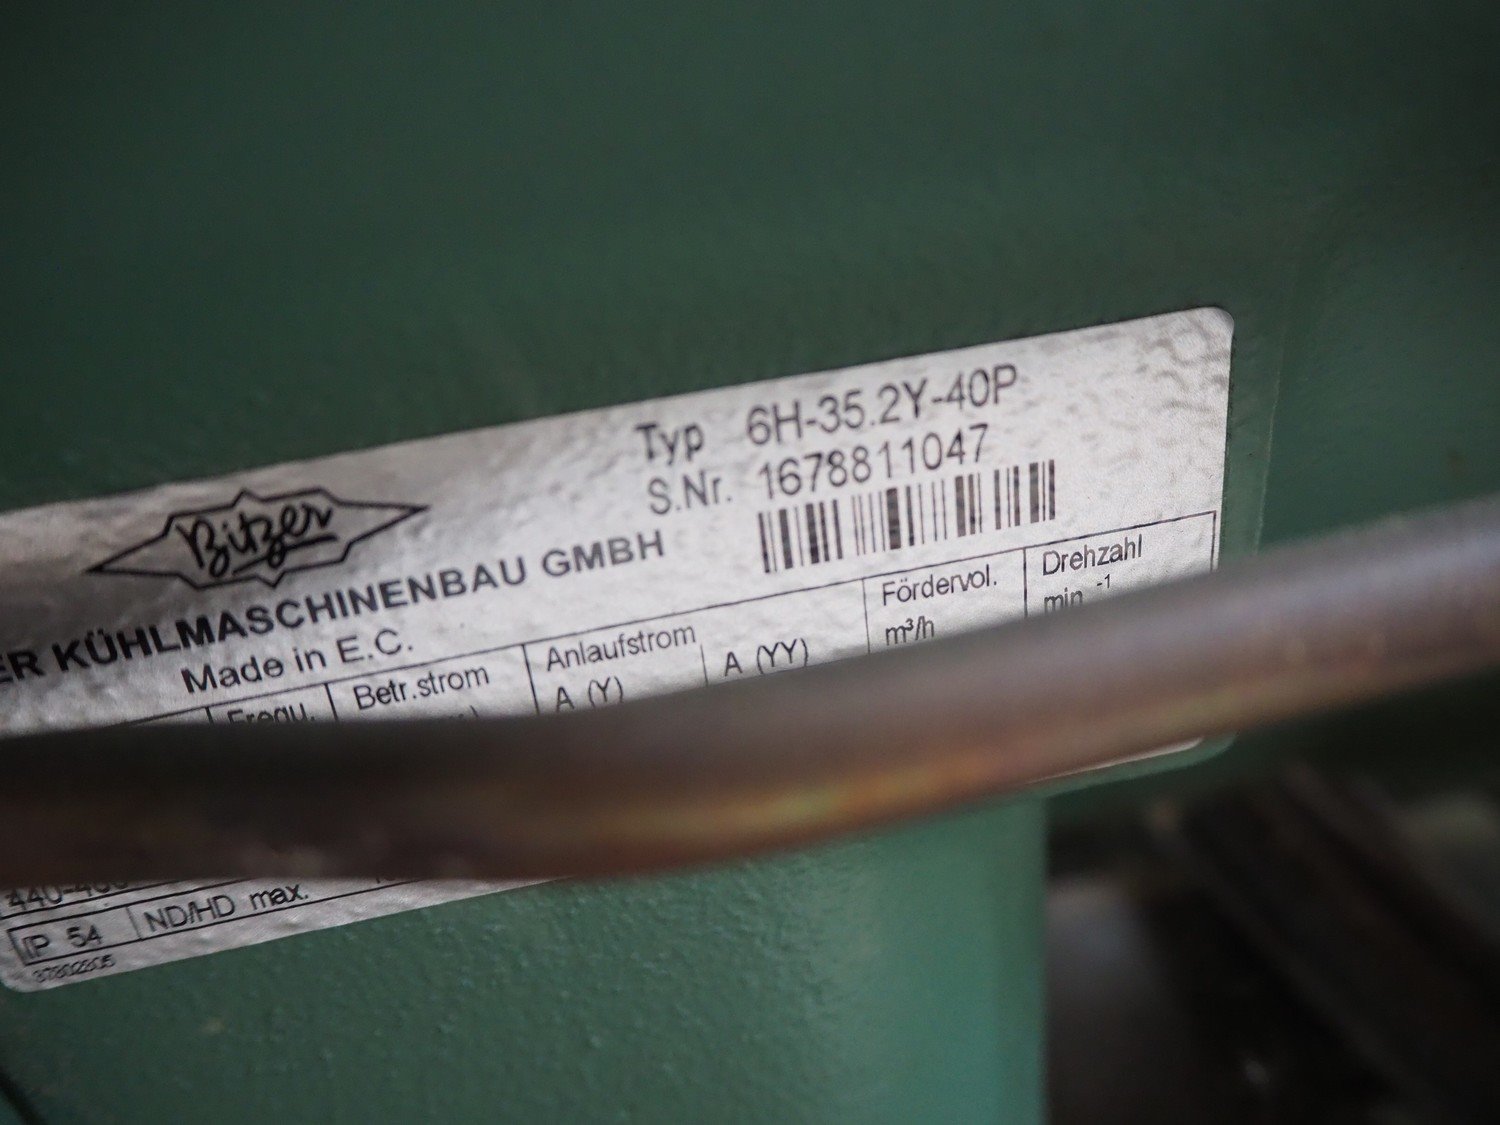 Typ 6H-35.2Y-40P
S.Nr. 1678811047
Bitzer
ER KÜHLMASCHINENBAU GMBH
Made in E.C.
Frequ. Betr.strom Anlaufstrom Fördervol. Drehzahl
A (Y) A (YY) m³/h min⁻¹
IP 54 ND/HD max.